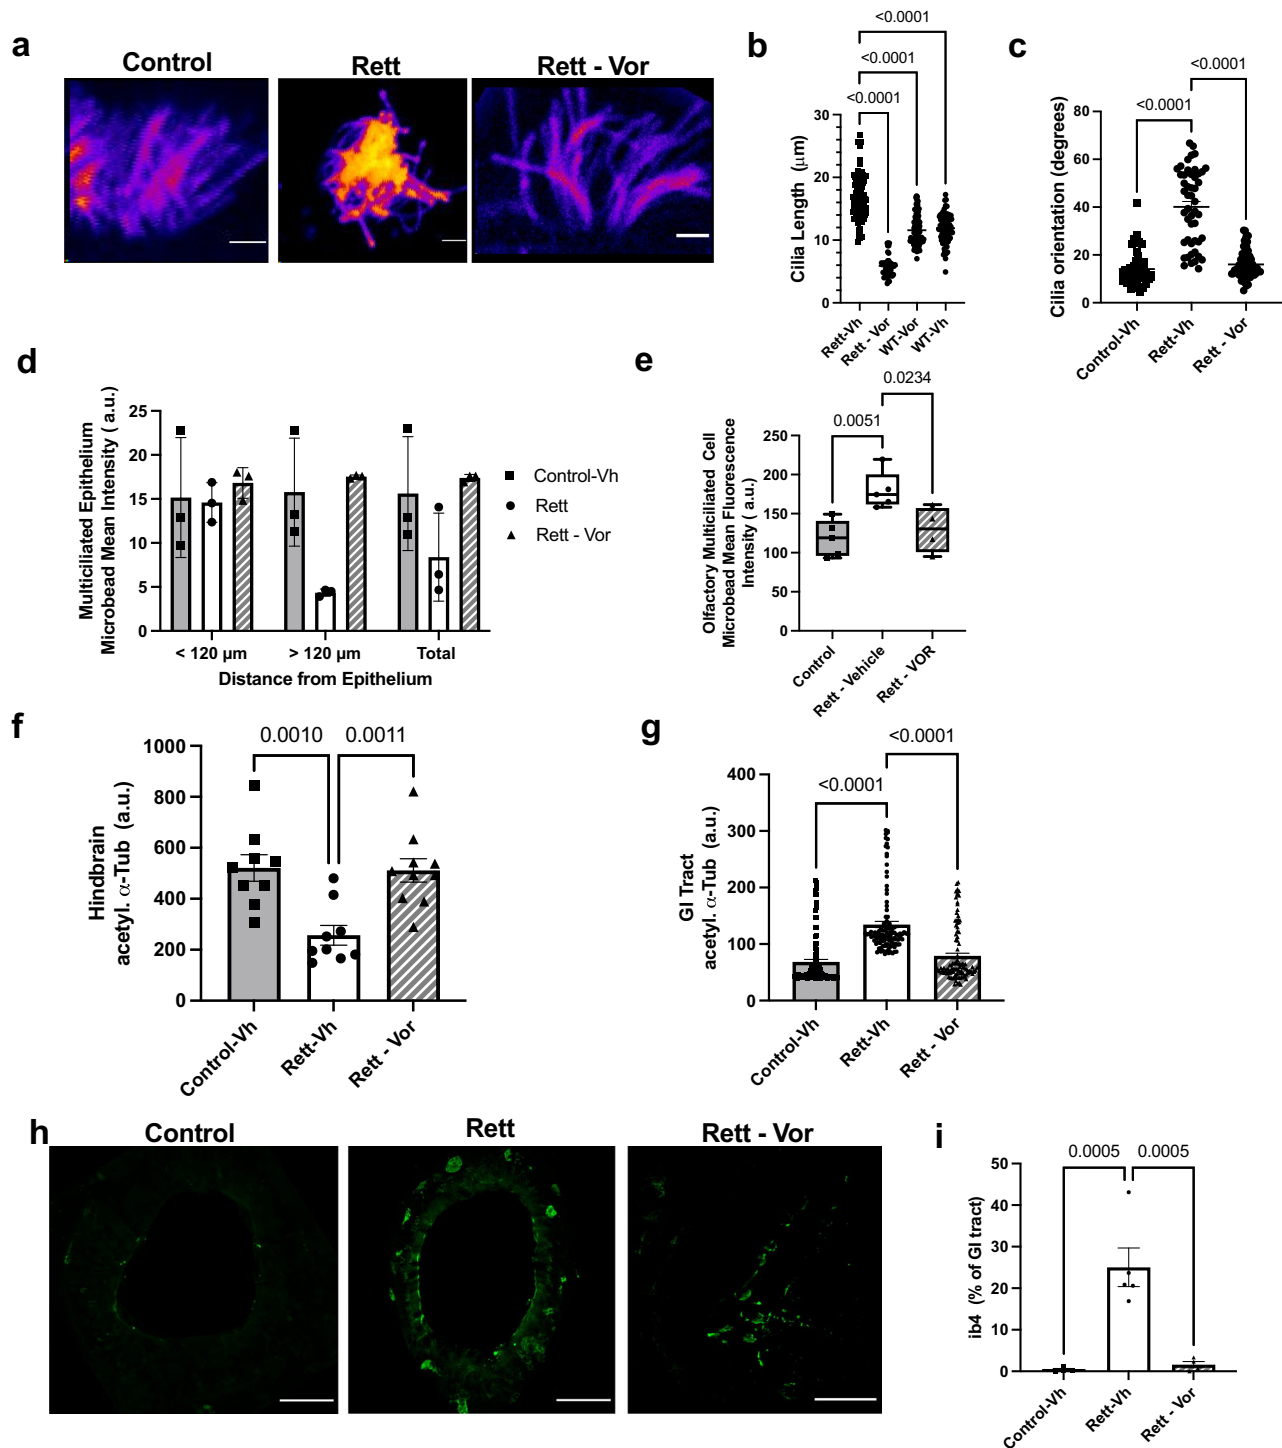 a
Control
Rett
Rett - Vor
b
<0.0001
<0.0001
<0.0001
Cilia Length (μm)
30
20
10
0
Rett-Vh
Rett - Vor
WT-Vor
WT-Vh
c
<0.0001
<0.0001
Cilia orientation (degrees)
80
60
40
20
0
Control-Vh
Rett-Vh
Rett - Vor
d
Multiciliated Epithelium
Microbead Mean Intensity ( a.u.)
25
20
15
10
5
0
< 120 μm
> 120 μm
Total
Distance from Epithelium
Control-Vh
Rett
Rett - Vor
e
0.0234
0.0051
Olfactory Multiciliated Cell
Microbead Mean Fluorescence
Intensity ( a.u.)
250
200
150
100
50
0
Control
Rett - Vehicle
Rett - VOR
f
0.0010
0.0011
Hindbrain
acetyl. α-Tub (a.u.)
1000
800
600
400
200
0
Control-Vh
Rett-Vh
Rett - Vor
g
<0.0001
<0.0001
GI Tract
acetyl. α-Tub (a.u.)
400
300
200
100
0
Control-Vh
Rett-Vh
Rett - Vor
h
Control
Rett
Rett - Vor
i
0.0005
0.0005
ib4 (% of GI tract)
50
40
30
20
10
0
Control-Vh
Rett-Vh
Rett - Vor